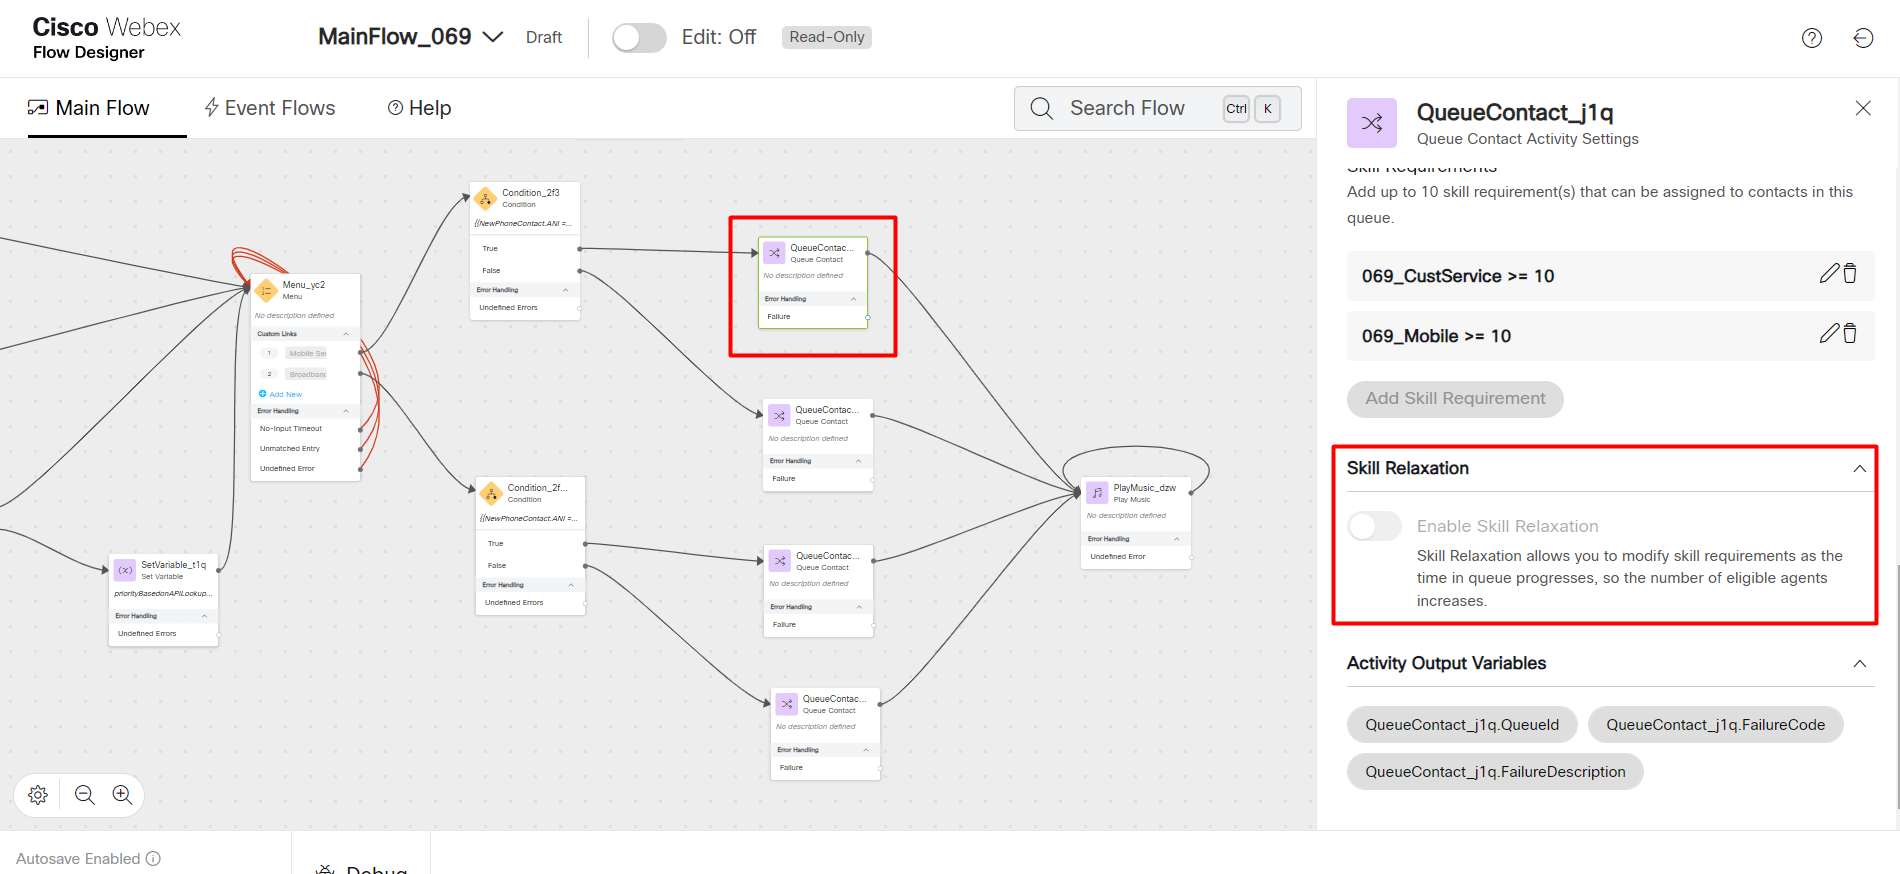 Cisco Webex
Flow Designer
MainFlow_069
Draft
Edit: Off
Read-Only
Main Flow
Event Flows
Help
Search Flow
Ctrl
K
Menu_yc2
Menu
No description defined
Custom Links
1 Mobile Ser
2 Broadband
Add New
Error Handling
No-Input Timeout
Unmatched Entry
Undefined Error
SetVariable_t1q
Set Variable
priorityBasedonAPILookup...
Error Handling
Undefined Errors
Condition_2f3
Condition
{{NewPhoneContact.ANI =...
True
False
Error Handling
Undefined Errors
Condition_2f...
Condition
{{NewPhoneContact.ANI =...
True
False
Error Handling
Undefined Errors
QueueContac...
Queue Contact
No description defined
Error Handling
Failure
QueueContac...
Queue Contact
No description defined
Error Handling
Failure
QueueContac...
Queue Contact
No description defined
Error Handling
Failure
QueueContac...
Queue Contact
No description defined
Error Handling
Failure
PlayMusic_dzw
Play Music
No description defined
Error Handling
Undefined Error
QueueContact_j1q
Queue Contact Activity Settings
Skill Requirements
Add up to 10 skill requirement(s) that can be assigned to contacts in this
queue.
069_CustService >= 10
069_Mobile >= 10
Add Skill Requirement
Skill Relaxation
Enable Skill Relaxation
Skill Relaxation allows you to modify skill requirements as the
time in queue progresses, so the number of eligible agents
increases.
Activity Output Variables
QueueContact_j1q.QueueId
QueueContact_j1q.FailureCode
QueueContact_j1q.FailureDescription
Autosave Enabled
Debug